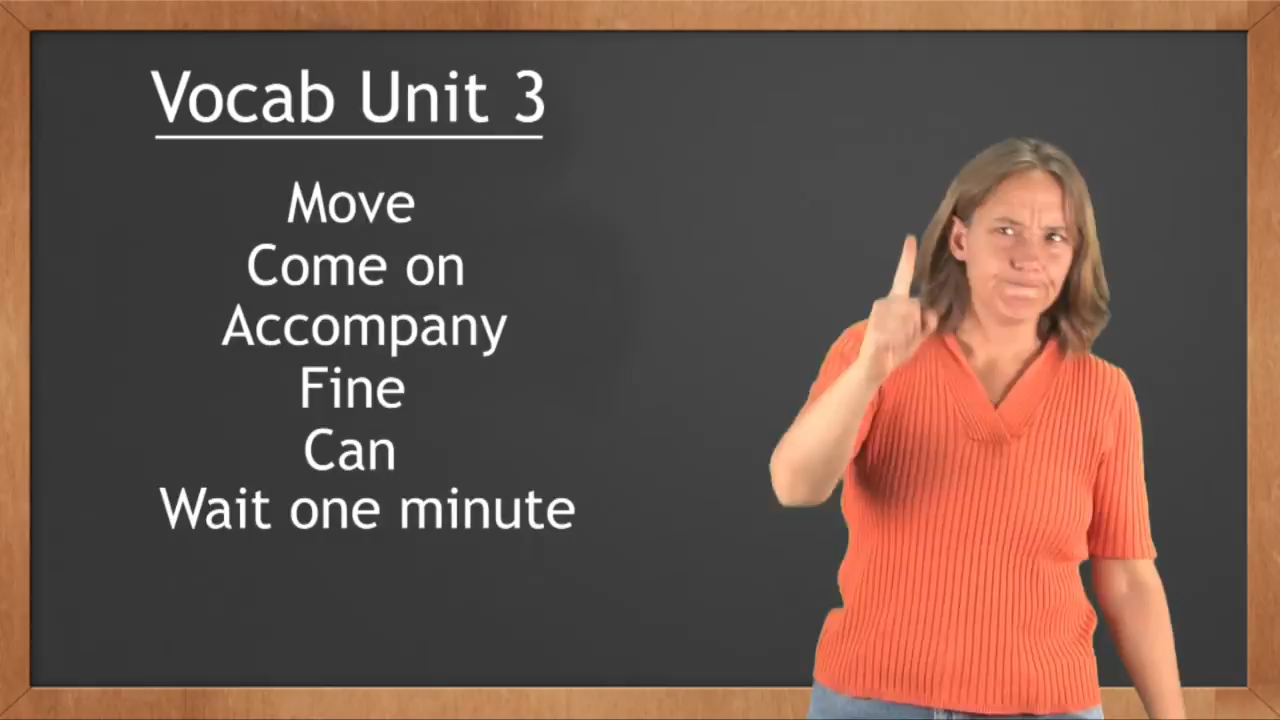 Vocab Unit 3
Move
Come on
Accompany
Fine
Can
Wait one minute